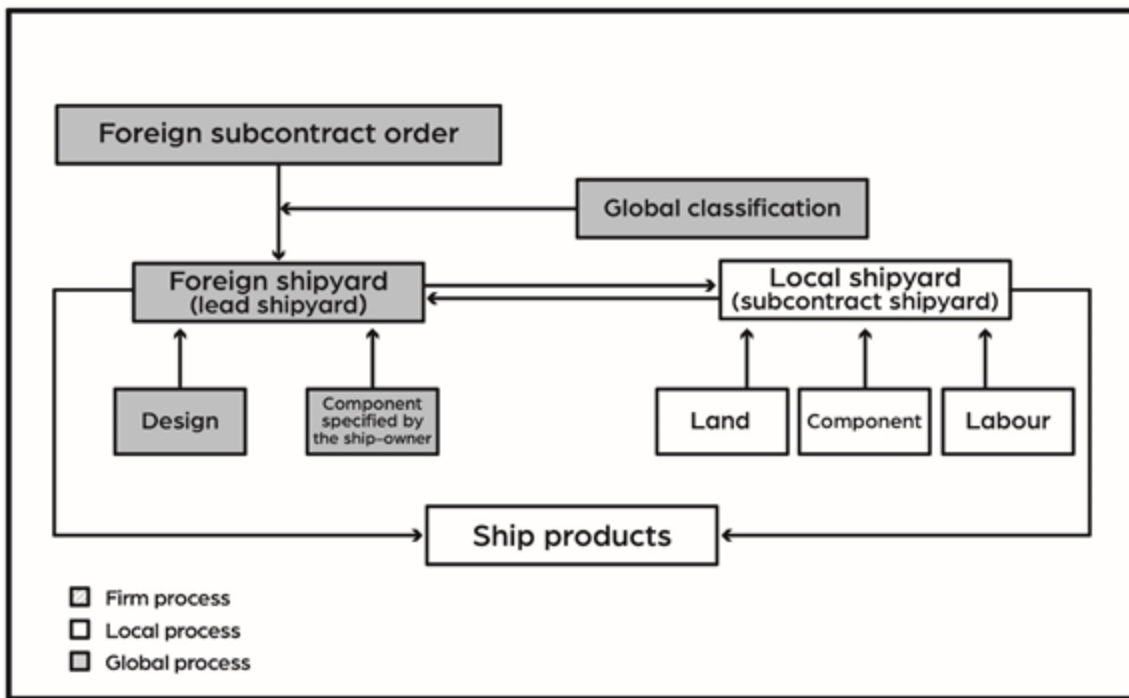 Foreign subcontract order
Global classification
Foreign shipyard
(lead shipyard)
Local shipyard
(subcontract shipyard)
Design
Component
specified by
the ship-owner
Land
Component
Labour
Ship products
Firm process
Local process
Global process